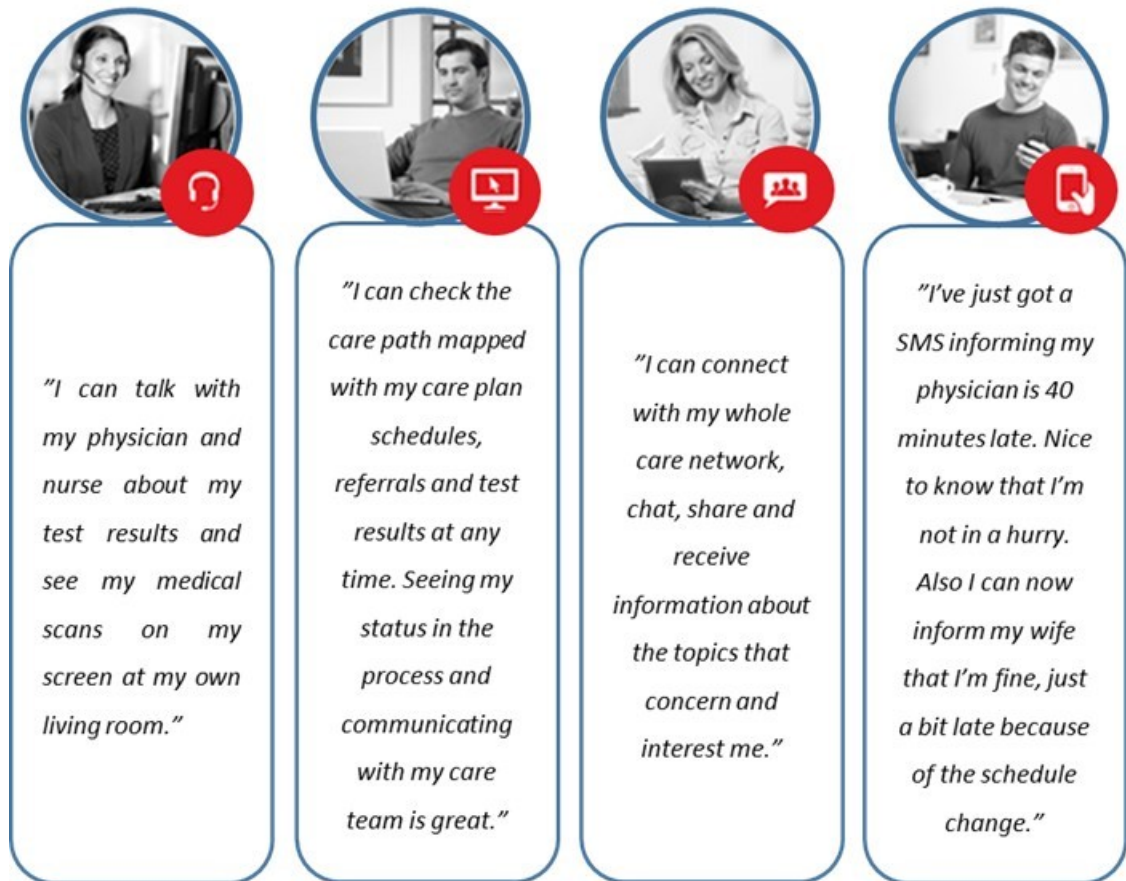 ”I can talk with
my physician and
nurse about my
test results and
see my medical
scans on my
screen at my own
living room.”
”I can check the
care path mapped
with my care plan
schedules,
referrals and test
results at any
time. Seeing my
status in the
process and
communicating
with my care
team is great.”
”I can connect
with my whole
care network,
chat, share and
receive
information about
the topics that
concern and
interest me.”
”I’ve just got a
SMS informing my
physician is 40
minutes late. Nice
to know that I’m
not in a hurry.
Also I can now
inform my wife
that I’m fine, just
a bit late because
of the schedule
change.”